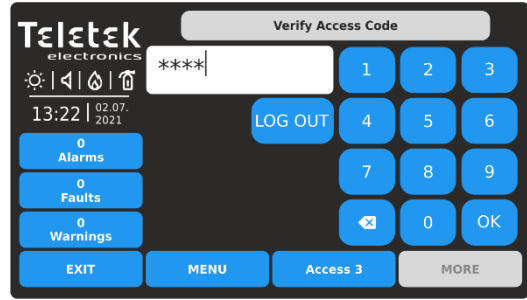 Verify Access Code
Teletek
electronics
****
13:22 02.07.
2021
LOG OUT
1 2 3
4 5 6
7 8 9
0 OK
0
Alarms
0
Faults
0
Warnings
EXIT MENU Access 3 MORE